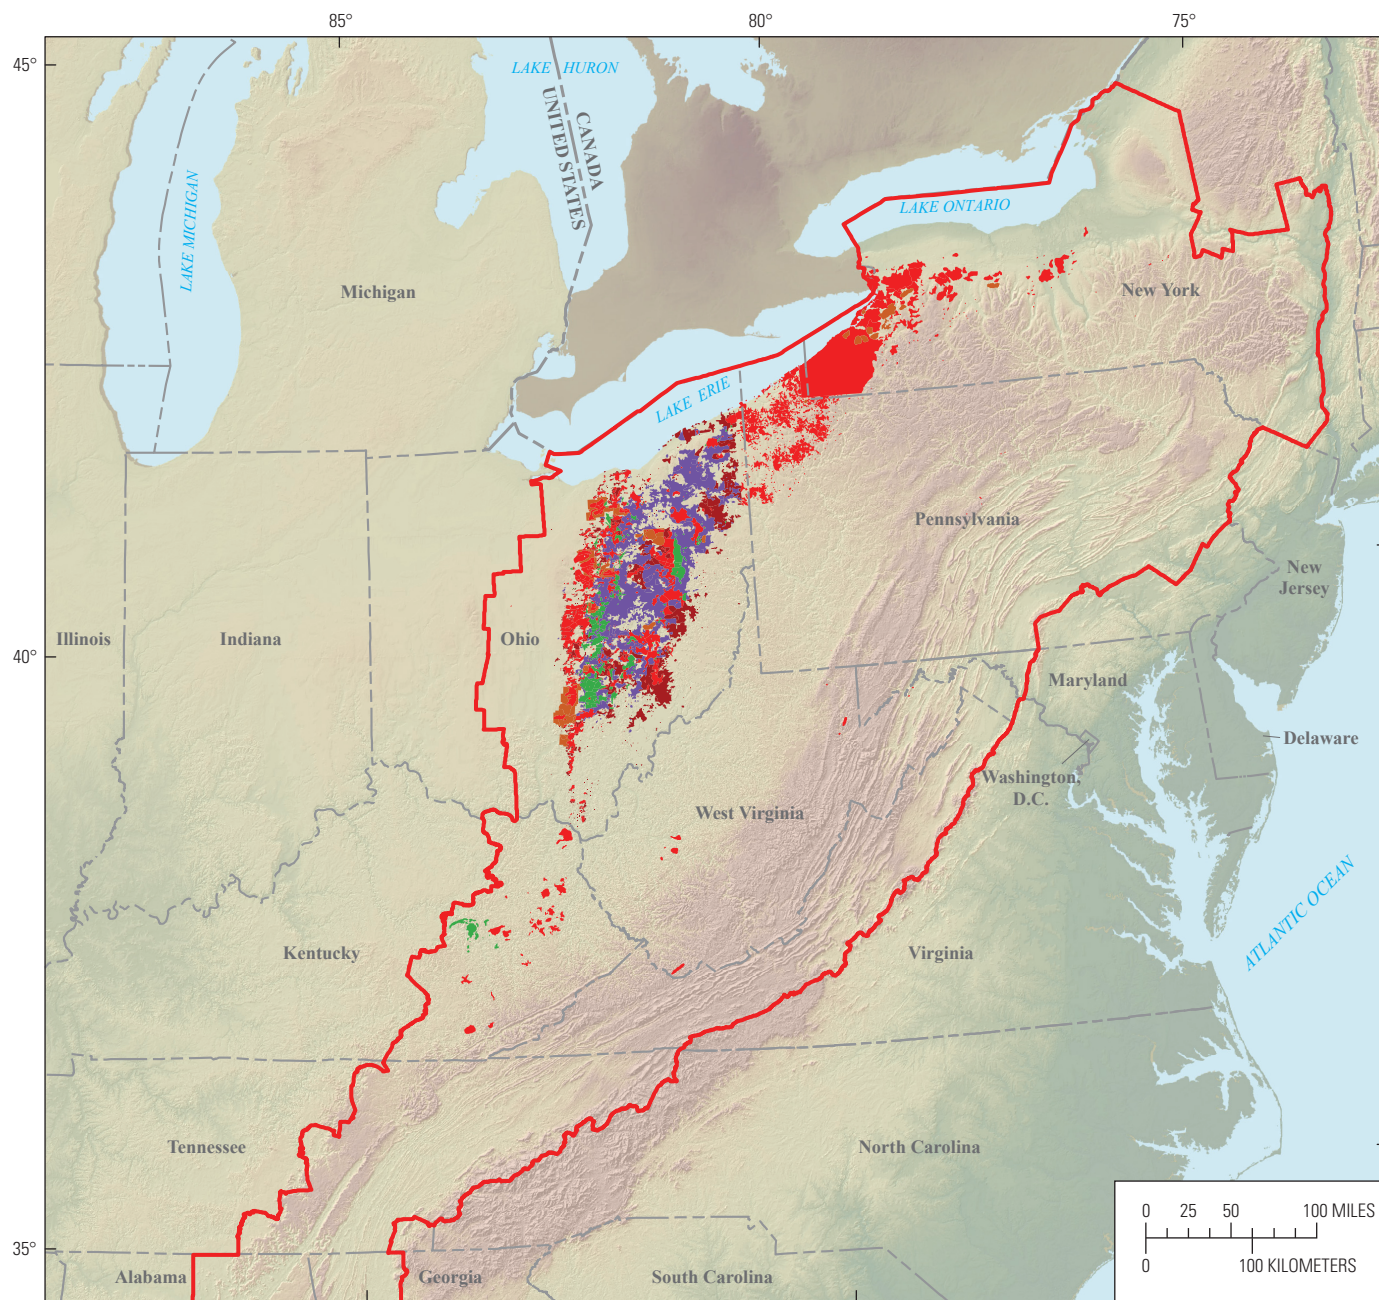 85°
80°
75°
45°
LAKE HURON
CANADA
UNITED STATES
LAKE MICHIGAN
LAKE ONTARIO
Michigan
New York
LAKE ERIE
Pennsylvania
New
Jersey
Illinois
Indiana
Ohio
40°
Maryland
Delaware
Washington,
D.C.
West Virginia
ATLANTIC OCEAN
Kentucky
Virginia
Tennessee
North Carolina
0 25 50 100 MILES
0 100 KILOMETERS
35°
Alabama
Georgia
South Carolina